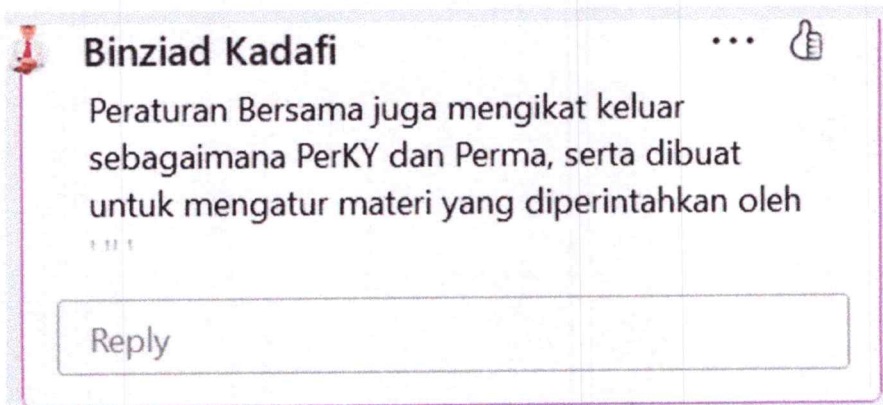 Binziad Kadafi
Peraturan Bersama juga mengikat keluar
sebagaimana PerKY dan Perma, serta dibuat
untuk mengatur materi yang diperintahkan oleh
Reply